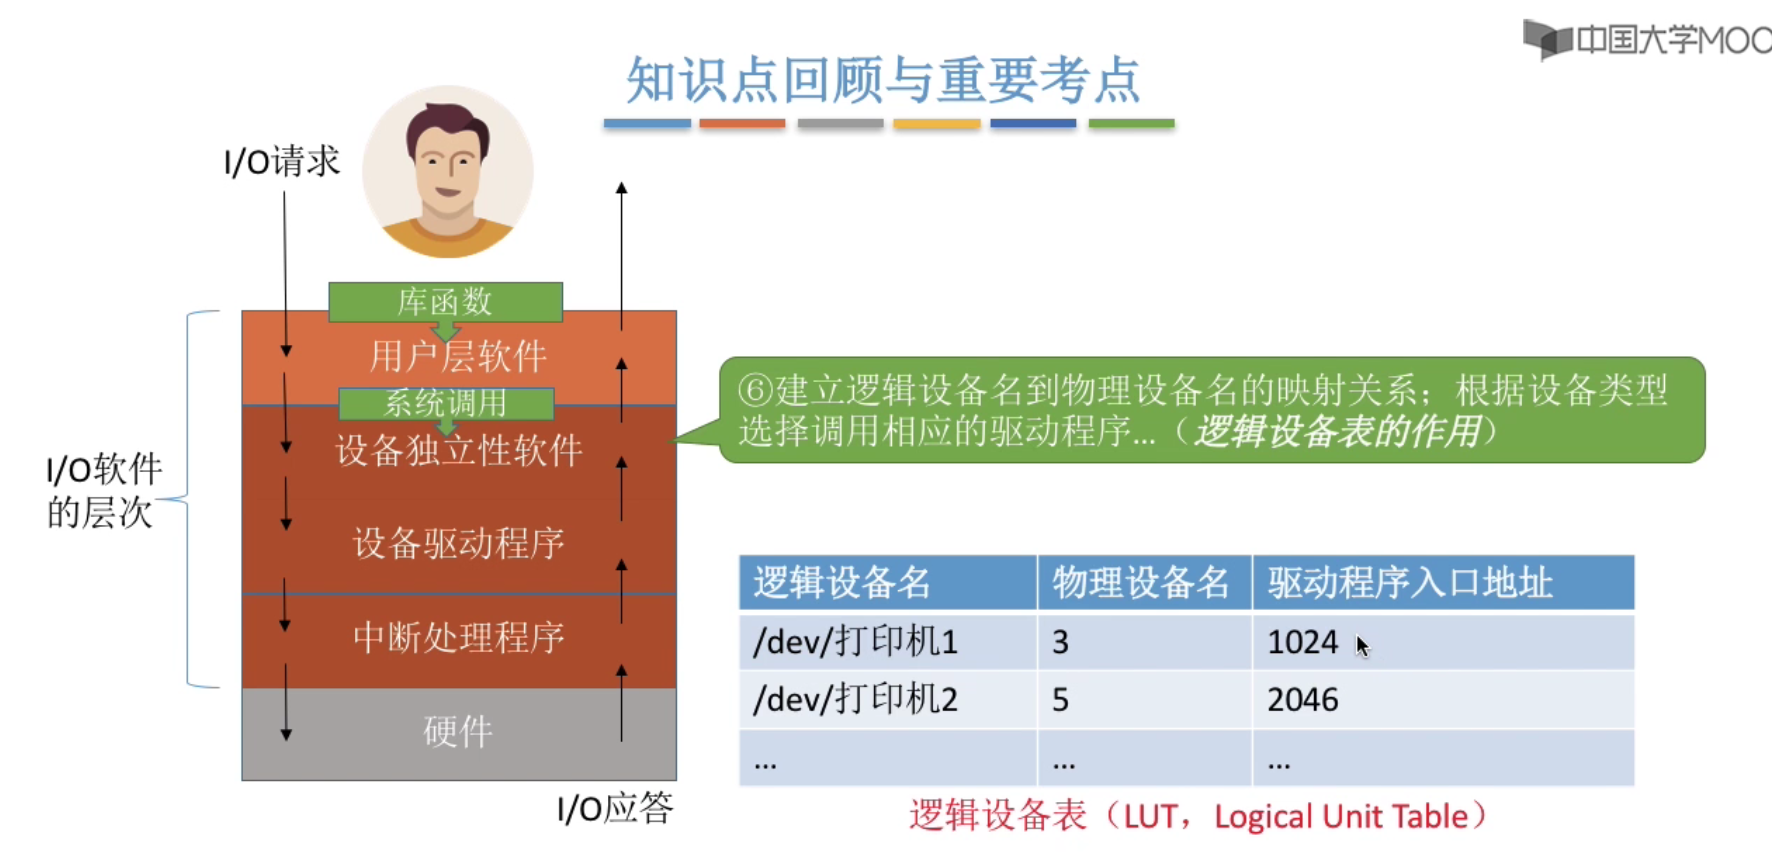 中国大学MOO
知识点回顾与重要考点
I/O请求
库函数
用户层软件
系统调用
设备独立性软件
设备驱动程序
中断处理程序
硬件
I/O软件
的层次
I/O应答
⑥建立逻辑设备名到物理设备名的映射关系；根据设备类型
选择调用相应的驱动程序...（逻辑设备表的作用）
逻辑设备名 物理设备名 驱动程序入口地址
/dev/打印机1 3 1024
/dev/打印机2 5 2046
... ... ...
逻辑设备表（LUT，Logical Unit Table）